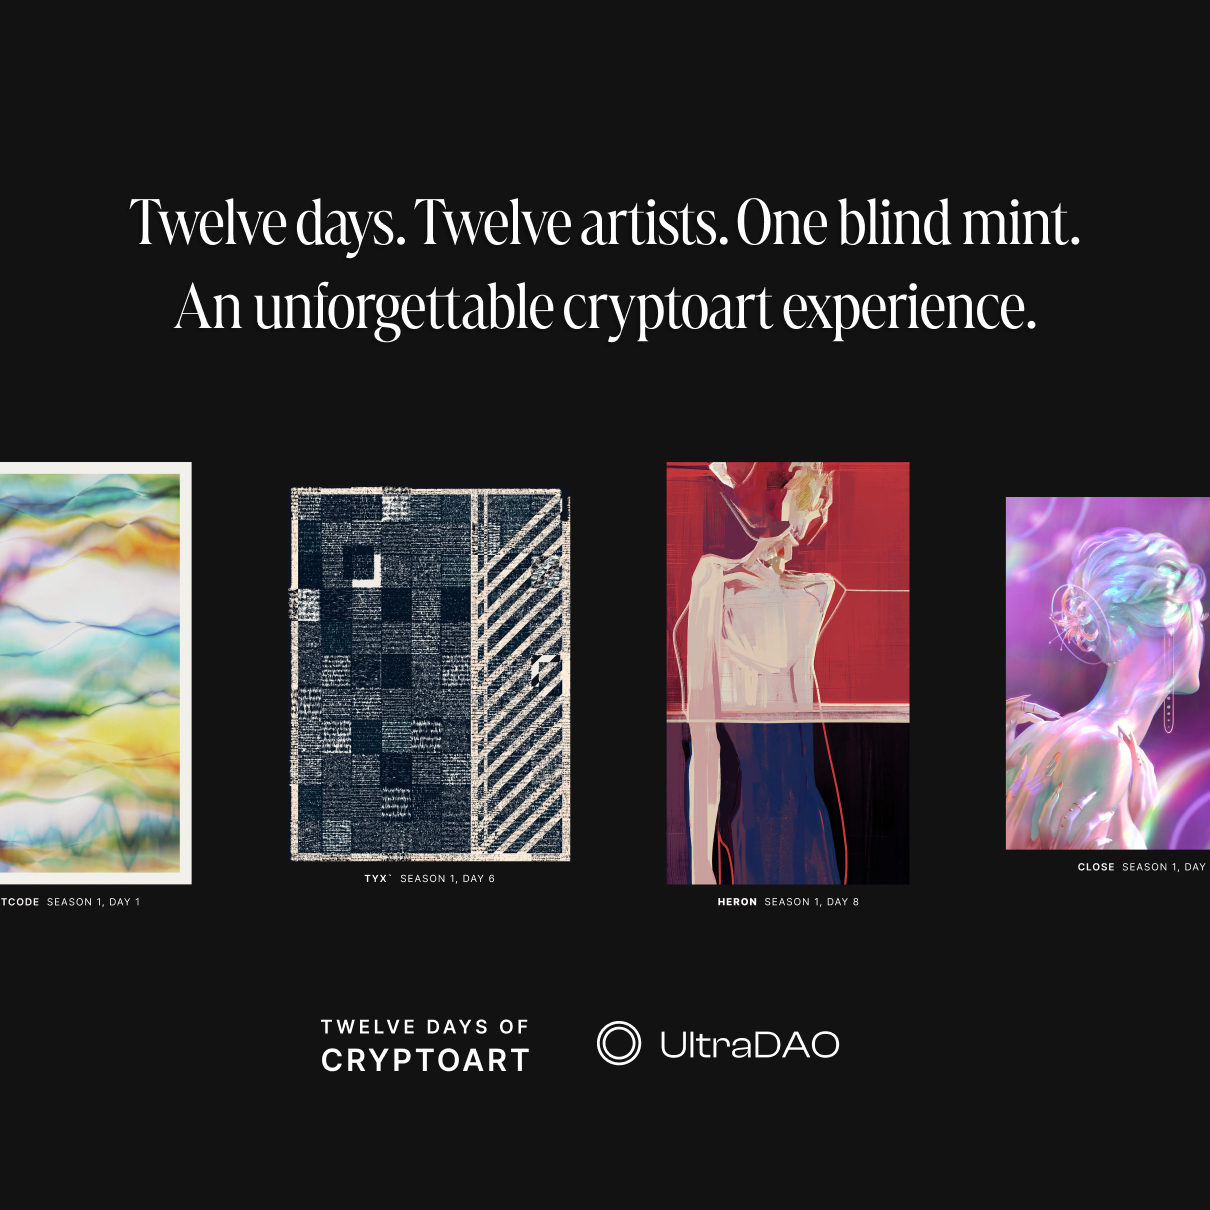 Twelve days. Twelve artists. One blind mint.
An unforgettable cryptoart experience.
TCODE SEASON 1, DAY 1
TYX` SEASON 1, DAY 6
HERON SEASON 1, DAY 8
CLOSE SEASON 1, DAY
TWELVE DAYS OF
CRYPTOART
UltraDAO